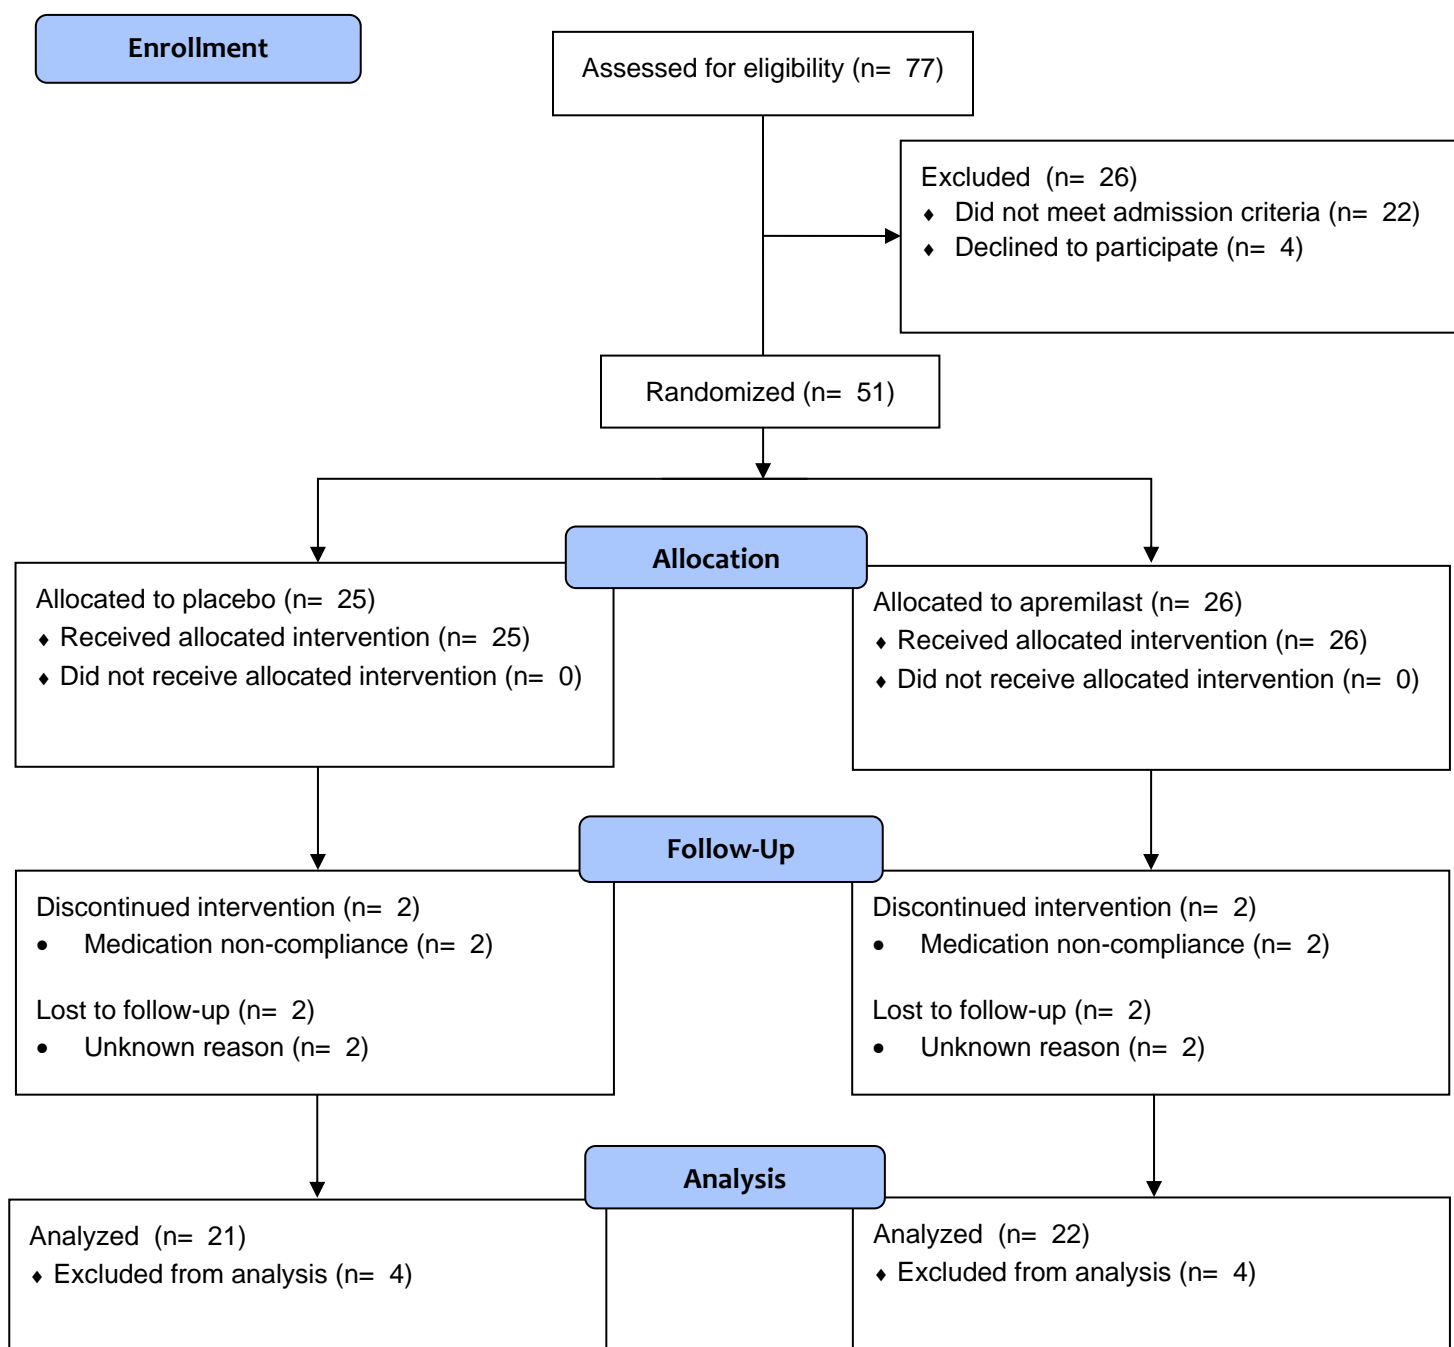 Enrollment
Assessed for eligibility (n= 77)
Excluded (n= 26)
♦ Did not meet admission criteria (n= 22)
♦ Declined to participate (n= 4)
Randomized (n= 51)
Allocation
Allocated to placebo (n= 25)
♦ Received allocated intervention (n= 25)
♦ Did not receive allocated intervention (n= 0)
Allocated to apremilast (n= 26)
♦ Received allocated intervention (n= 26)
♦ Did not receive allocated intervention (n= 0)
Follow-Up
Discontinued intervention (n= 2)
• Medication non-compliance (n= 2)
Lost to follow-up (n= 2)
• Unknown reason (n= 2)
Discontinued intervention (n= 2)
• Medication non-compliance (n= 2)
Lost to follow-up (n= 2)
• Unknown reason (n= 2)
Analysis
Analyzed (n= 21)
♦ Excluded from analysis (n= 4)
Analyzed (n= 22)
♦ Excluded from analysis (n= 4)